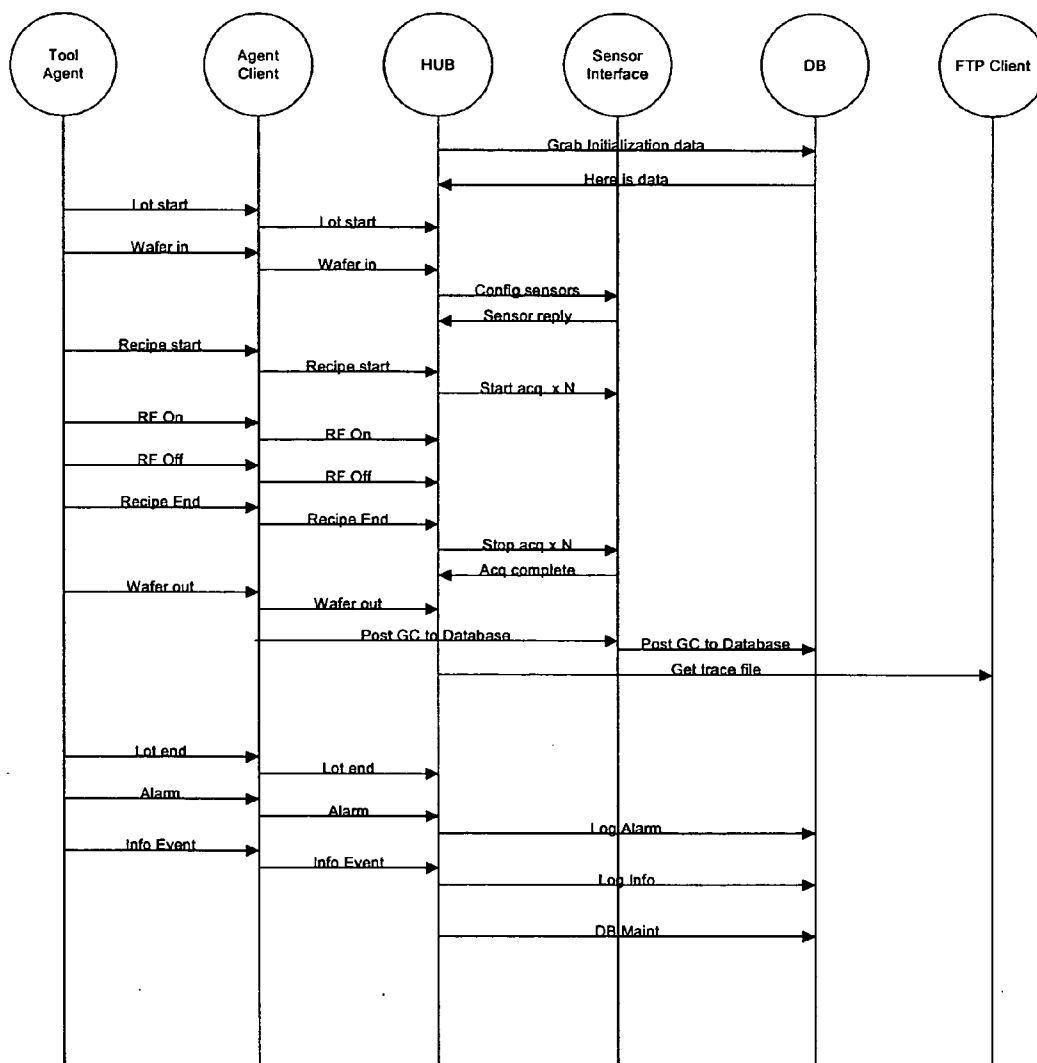 Tool
Agent
Agent
Client
HUB
Sensor
Interface
DB
FTP Client
Grab Initialization data
Here is data
Lot start
Lot start
Wafer in
Wafer in
Config sensors
Sensor reply
Recipe start
Recipe start
Start acq x N
RF On
RF On
RF Off
RF Off
Recipe End
Recipe End
Stop acq x N
Acq complete
Wafer out
Wafer out
Post GC to Database
Post GC to Database
Get trace file
Lot end
Lot end
Alarm
Alarm
Log Alarm
Info Event
Info Event
Log Info
DB Maint